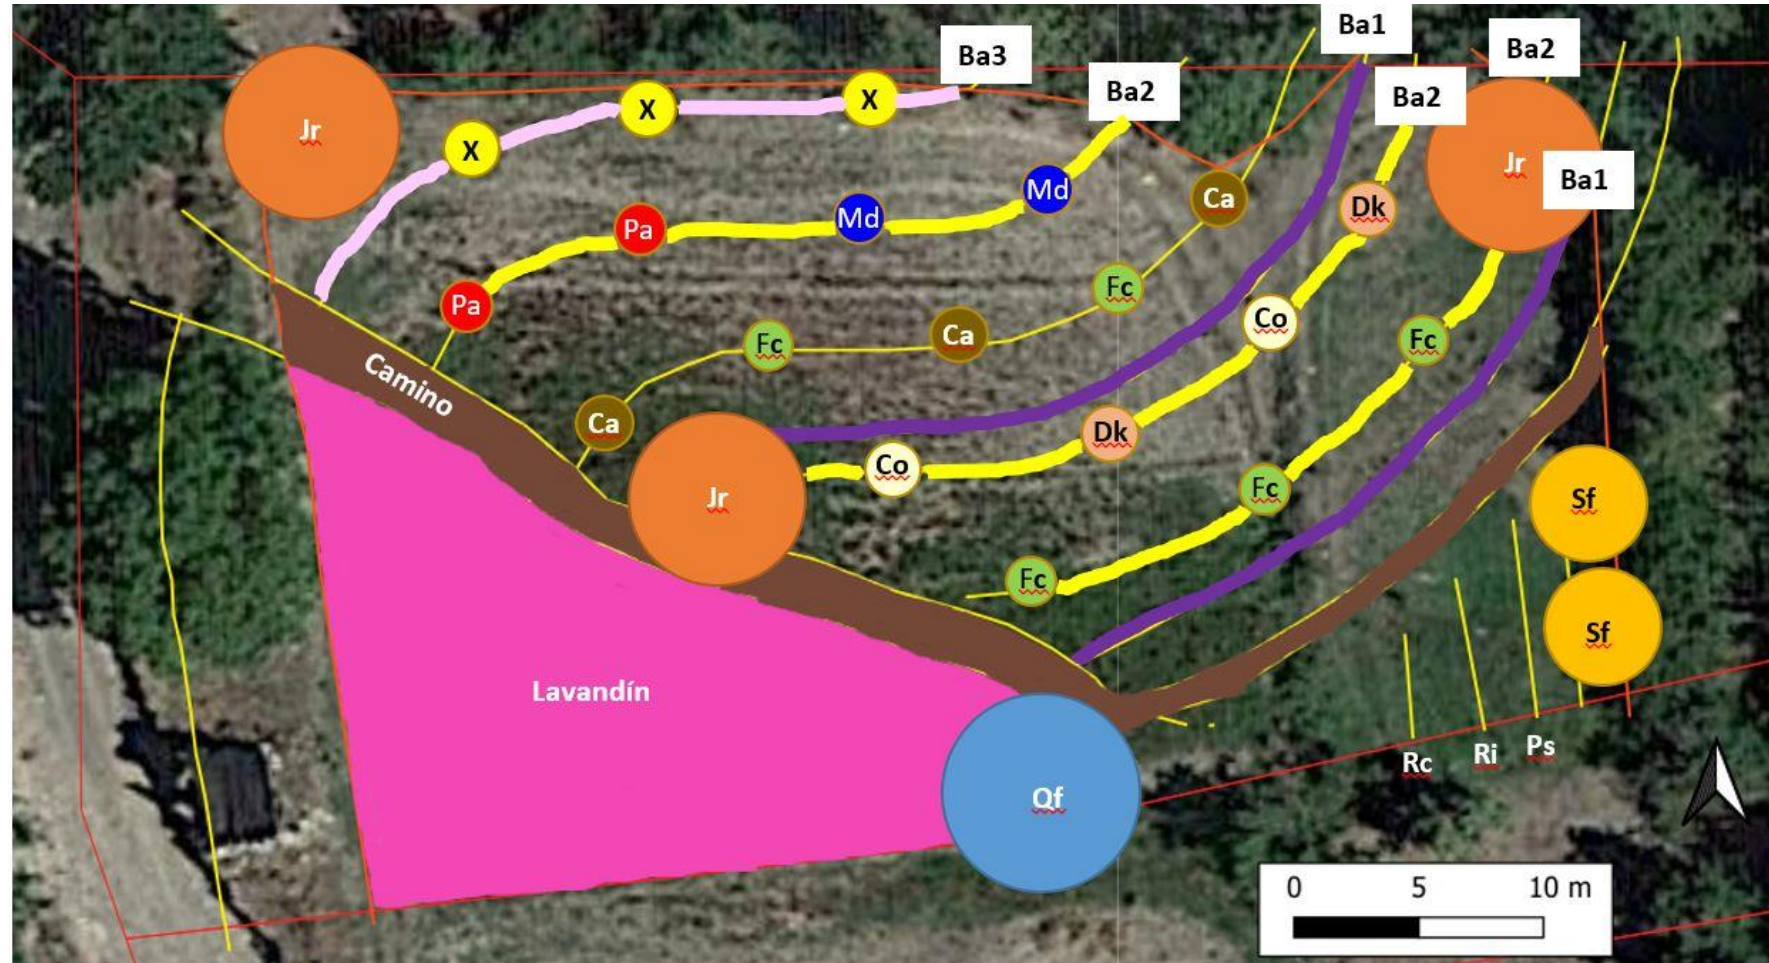 Ba1
Ba2
Ba3
Ba2
Ba2
X
X
X
Jr
Jr
Ba1
Md
Ca
Dk
Md
Pa
Pa
Fc
Co
Fc
Ca
Fc
Camino
Ca
Dk
Co
Jr
Fc
Sf
Fc
Sf
Lavandín
Rc
Ri
Ps
Qf
0 5 10 m